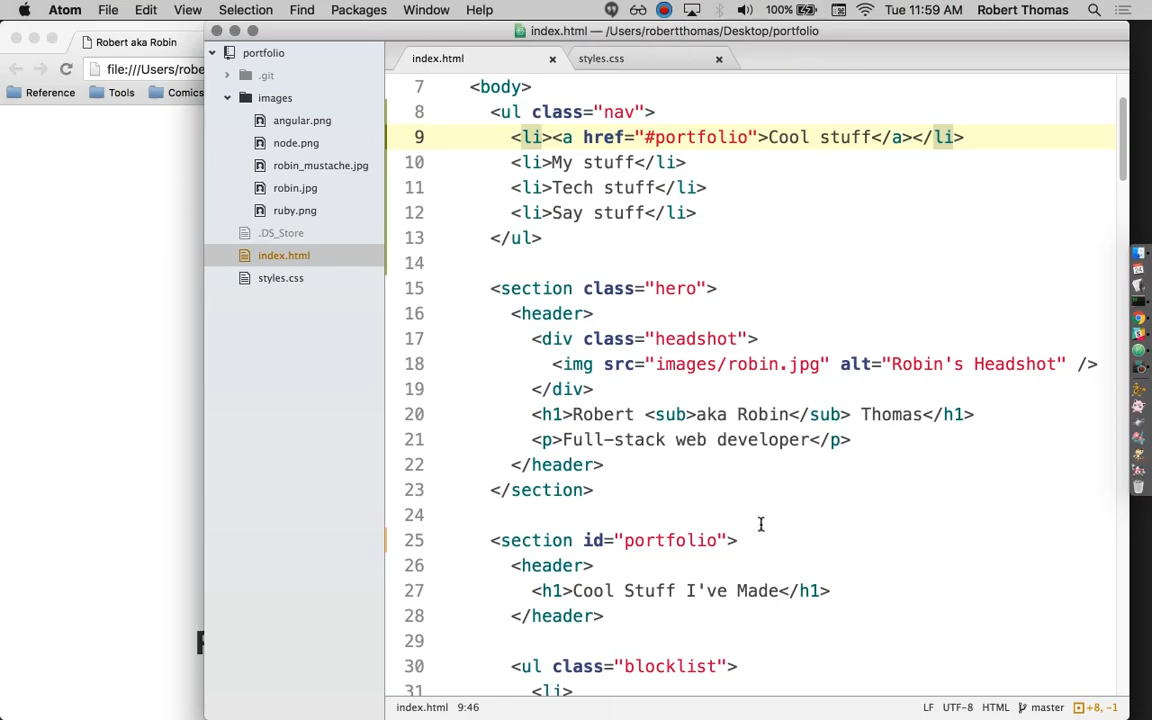 Atom File Edit View Selection Find Packages Window Help 100% Tue 11:59 AM Robert Thomas
Robert aka Robin
file:///Users/robe
Reference Tools Comics
index.html — /Users/robertthomas/Desktop/portfolio
portfolio
.git
images
angular.png
node.png
robin_mustache.jpg
robin.jpg
ruby.png
.DS_Store
index.html
styles.css
index.html styles.css
7 <body>
8 <ul class="nav">
9 <li><a href="#portfolio">Cool stuff</a></li>
10 <li>My stuff</li>
11 <li>Tech stuff</li>
12 <li>Say stuff</li>
13 </ul>
14
15 <section class="hero">
16 <header>
17 <div class="headshot">
18 <img src="images/robin.jpg" alt="Robin's Headshot" />
19 </div>
20 <h1>Robert <sub>aka Robin</sub> Thomas</h1>
21 <p>Full-stack web developer</p>
22 </header>
23 </section>
24
25 <section id="portfolio">
26 <header>
27 <h1>Cool Stuff I've Made</h1>
28 </header>
29
30 <ul class="blocklist">
31 <li>
index.html 9:46 LF UTF-8 HTML master +8, -1